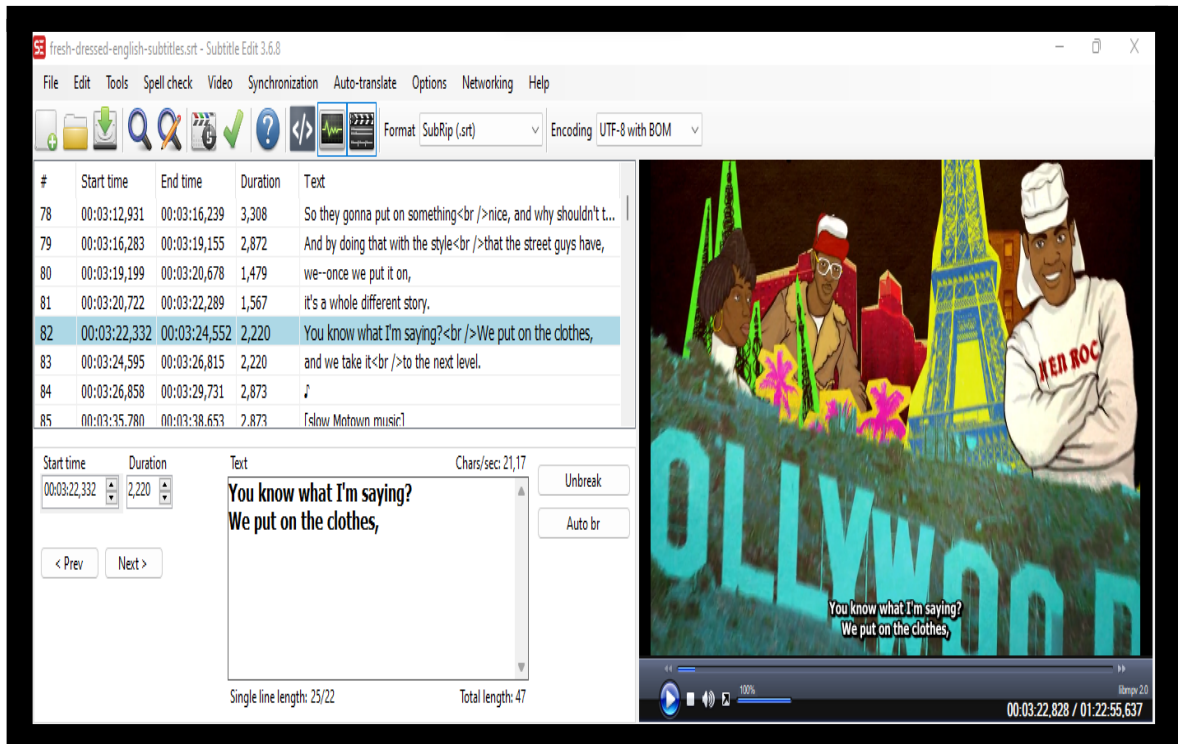 SE fresh-dressed-english-subtitles.srt - Subtitle Edit 3.6.8
File Edit Tools Spell check Video Synchronization Auto-translate Options Networking Help
Format SubRip (.srt) Encoding UTF-8 with BOM
# Start time End time Duration Text
78 00:03:12,931 00:03:16,239 3,308 So they gonna put on something<br />nice, and why shouldn't t...
79 00:03:16,283 00:03:19,155 2,872 And by doing that with the style<br />that the street guys have,
80 00:03:19,199 00:03:20,678 1,479 we--once we put it on,
81 00:03:20,722 00:03:22,289 1,567 it's a whole different story.
82 00:03:22,332 00:03:24,552 2,220 You know what I'm saying?<br />We put on the clothes,
83 00:03:24,595 00:03:26,815 2,220 and we take it<br />to the next level.
84 00:03:26,858 00:03:29,731 2,873 ♪
85 00:03:35,780 00:03:38,653 2,873 [slow Motown music]
Start time Duration Text Chars/sec: 21,17
00:03:22,332 2,220
You know what I'm saying?
We put on the clothes,
Unbreak
Auto br
< Prev Next >
Single line length: 25/22 Total length: 47
OLLYWOOD
You know what I'm saying?
We put on the clothes,
100%
libmpv 2.0
00:03:22,828 / 01:22:55,637